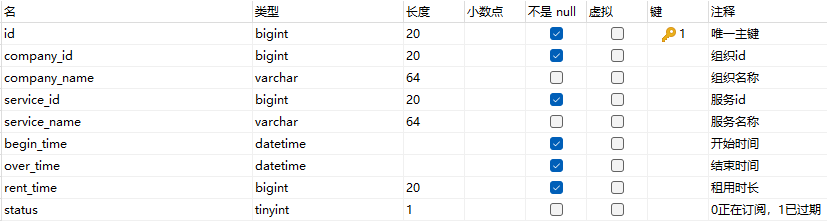 名 类型 长度 小数点 不是 null 虚拟 键 注释
id bigint 20 1 唯一主键
company_id bigint 20 组织id
company_name varchar 64 组织名称
service_id bigint 20 服务id
service_name varchar 64 服务名称
begin_time datetime 开始时间
over_time datetime 结束时间
rent_time bigint 20 租用时长
status tinyint 1 0正在订阅，1已过期